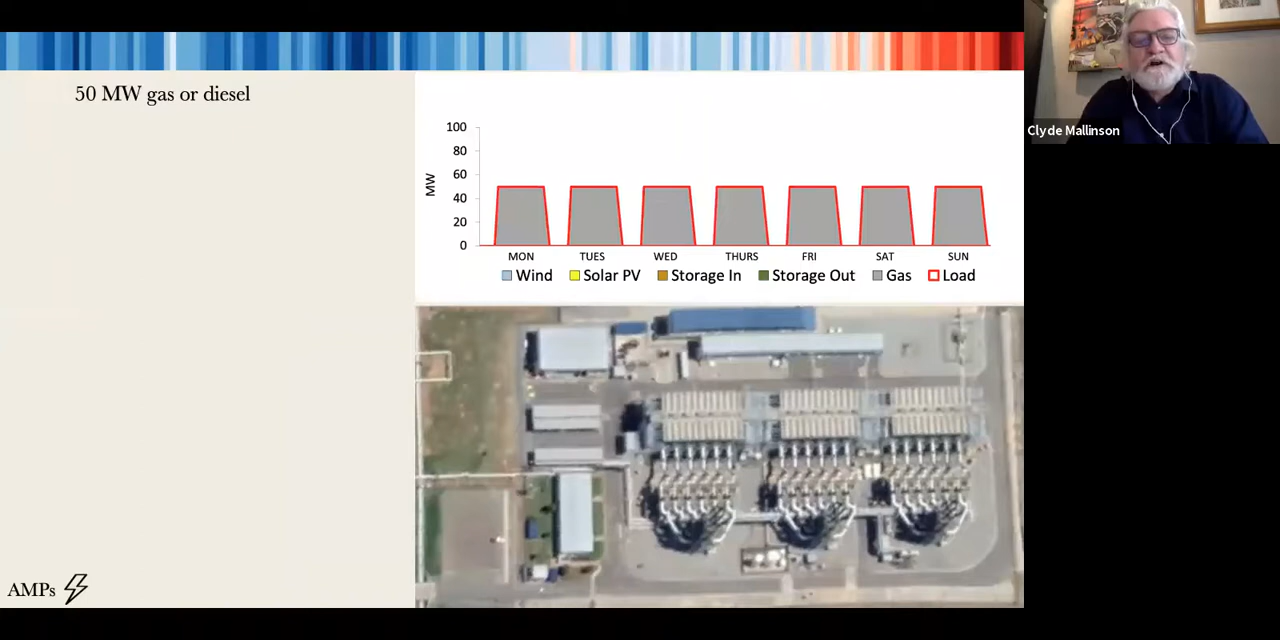 50 MW gas or diesel
100
80
60
40
20
0
MW
MON TUES WED THURS FRI SAT SUN
Wind Solar PV Storage In Storage Out Gas Load
AMPs
Clyde Mallinson